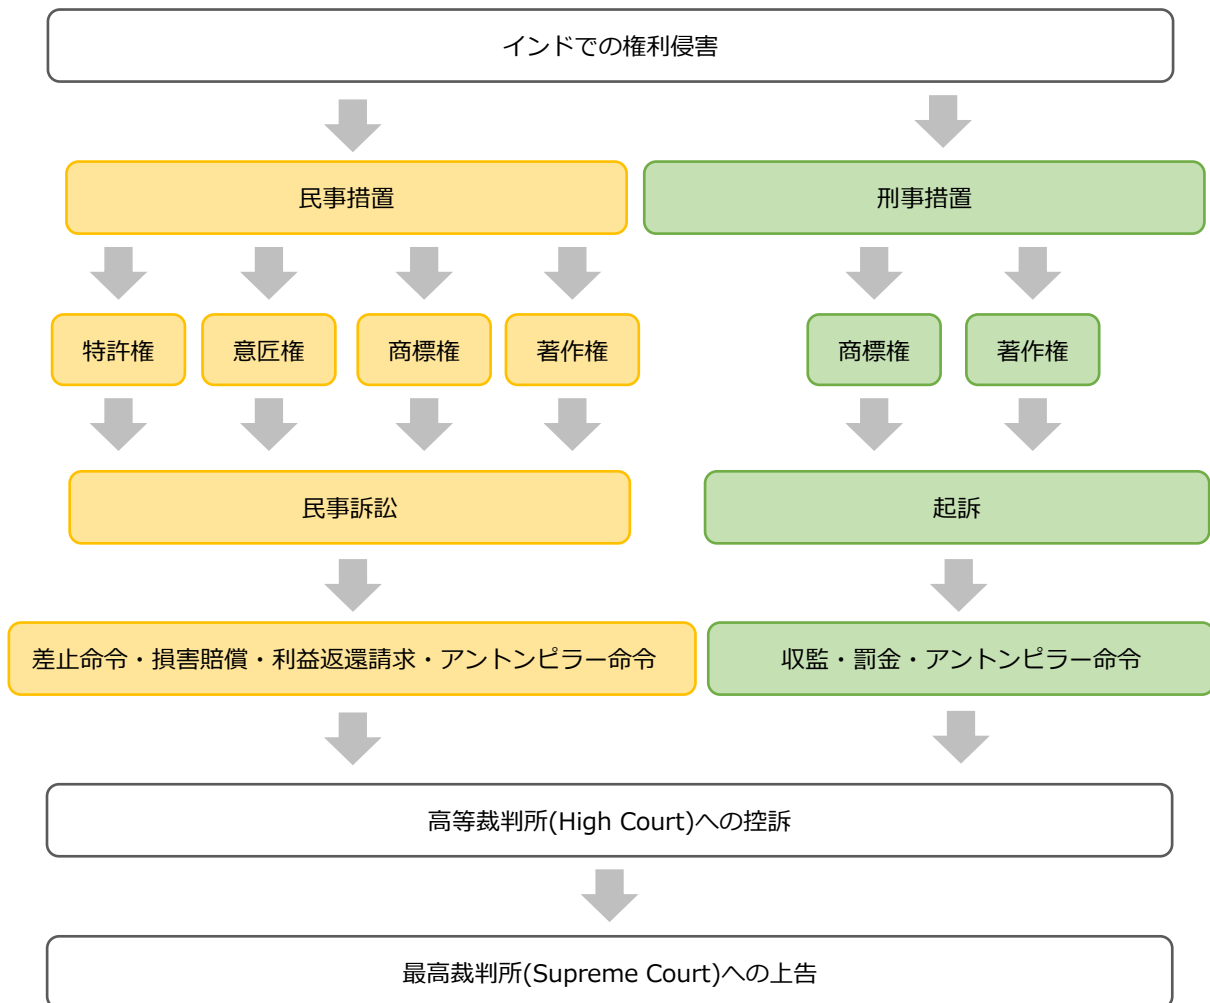 インドでの権利侵害
民事措置
刑事措置
特許権
意匠権
商標権
著作権
商標権
著作権
民事訴訟
起訴
差止命令・損害賠償・利益返還請求・アントンピラー命令
収監・罰金・アントンピラー命令
高等裁判所(High Court)への控訴
最高裁判所(Supreme Court)への上告